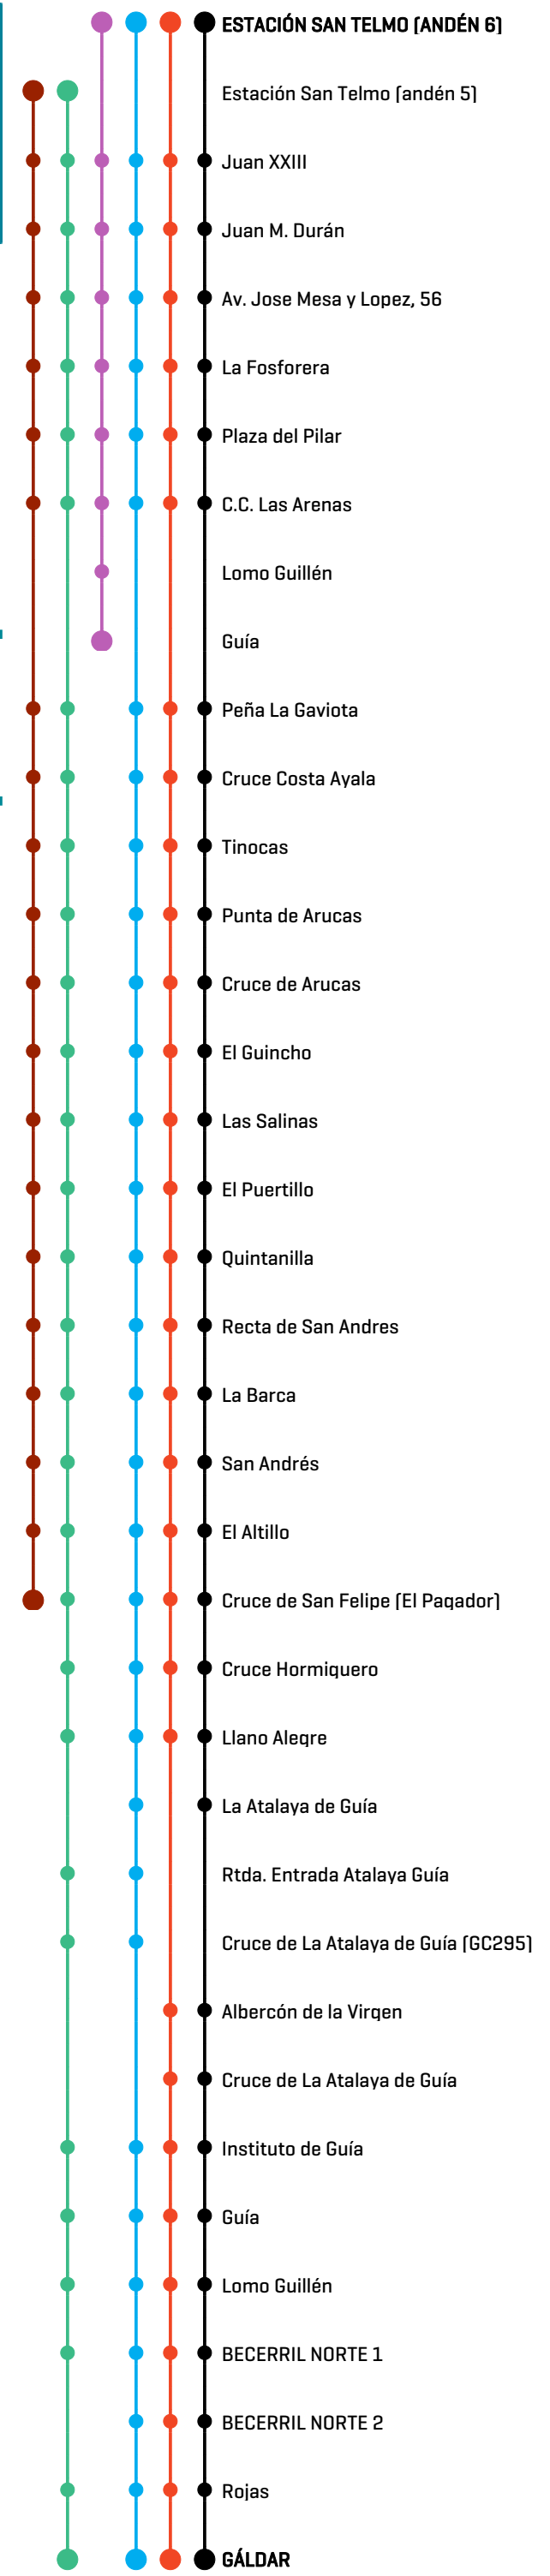 ESTACIÓN SAN TELMO (ANDÉN 6)
Estación San Telmo (andén 5)
Juan XXIII
Juan M. Durán
Av. Jose Mesa y Lopez, 56
La Fosforera
Plaza del Pilar
C.C. Las Arenas
Lomo Guillén
Guía
Peña La Gaviota
Cruce Costa Ayala
Tinocas
Punta de Arucas
Cruce de Arucas
El Guincho
Las Salinas
El Puertillo
Quintanilla
Recta de San Andres
La Barca
San Andrés
El Altillo
Cruce de San Felipe (El Pagador)
Cruce Hormiguero
Llano Alegre
La Atalaya de Guía
Rtda. Entrada Atalaya Guía
Cruce de La Atalaya de Guía (GC295)
Albercón de la Virgen
Cruce de La Atalaya de Guía
Instituto de Guía
Guía
Lomo Guillén
BECERRIL NORTE 1
BECERRIL NORTE 2
Rojas
GÁLDAR